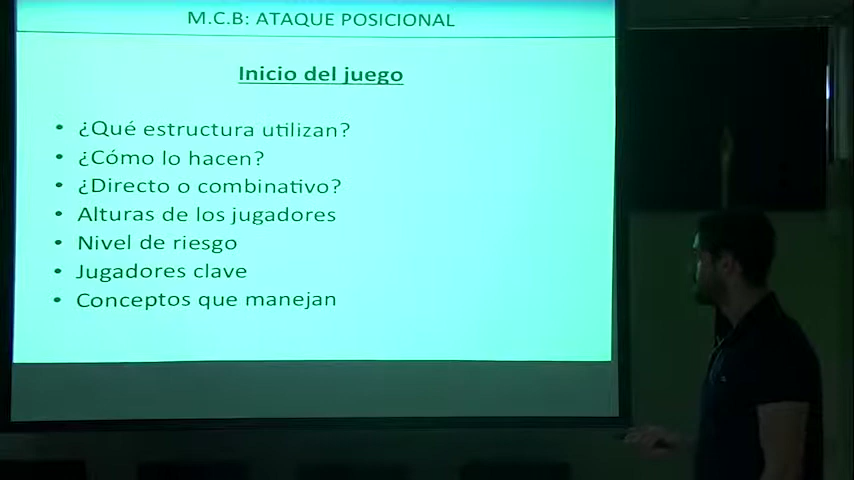 M.C.B: ATAQUE POSICIONAL
Inicio del juego
• ¿Qué estructura utilizan?
• ¿Cómo lo hacen?
• ¿Directo o combinativo?
• Alturas de los jugadores
• Nivel de riesgo
• Jugadores clave
• Conceptos que manejan